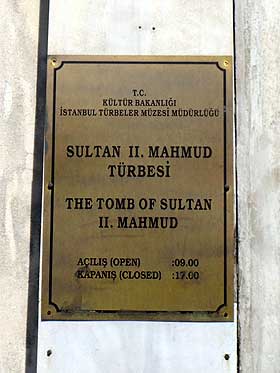 T.C.
KÜLTÜR BAKANLIĞI
İSTANBUL TÜRBELER MÜZESİ MÜDÜRLÜĞÜ
SULTAN II. MAHMUD
TÜRBESİ
THE TOMB OF SULTAN
II. MAHMUD
AÇILIŞ (OPEN) :09.00
KAPANIŞ (CLOSED) :17.00